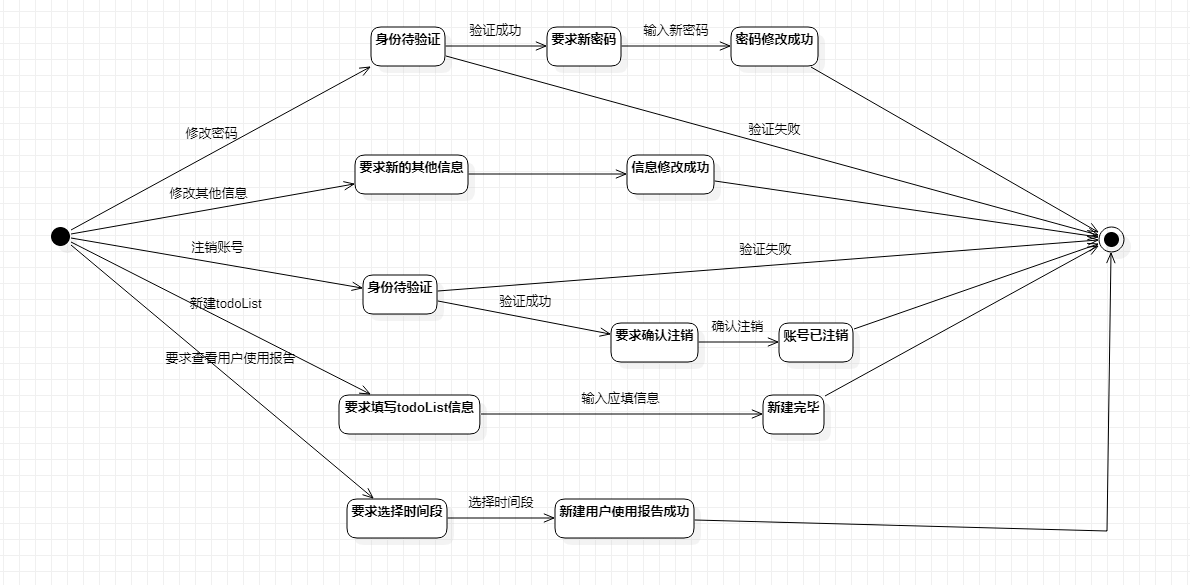 身份待验证
验证成功
要求新密码
输入新密码
密码修改成功
修改密码
验证失败
要求新的其他信息
信息修改成功
修改其他信息
注销账号
验证失败
身份待验证
验证成功
新建todoList
要求确认注销
确认注销
账号已注销
要求查看用户使用报告
要求填写todoList信息
输入应填信息
新建完毕
要求选择时间段
选择时间段
新建用户使用报告成功